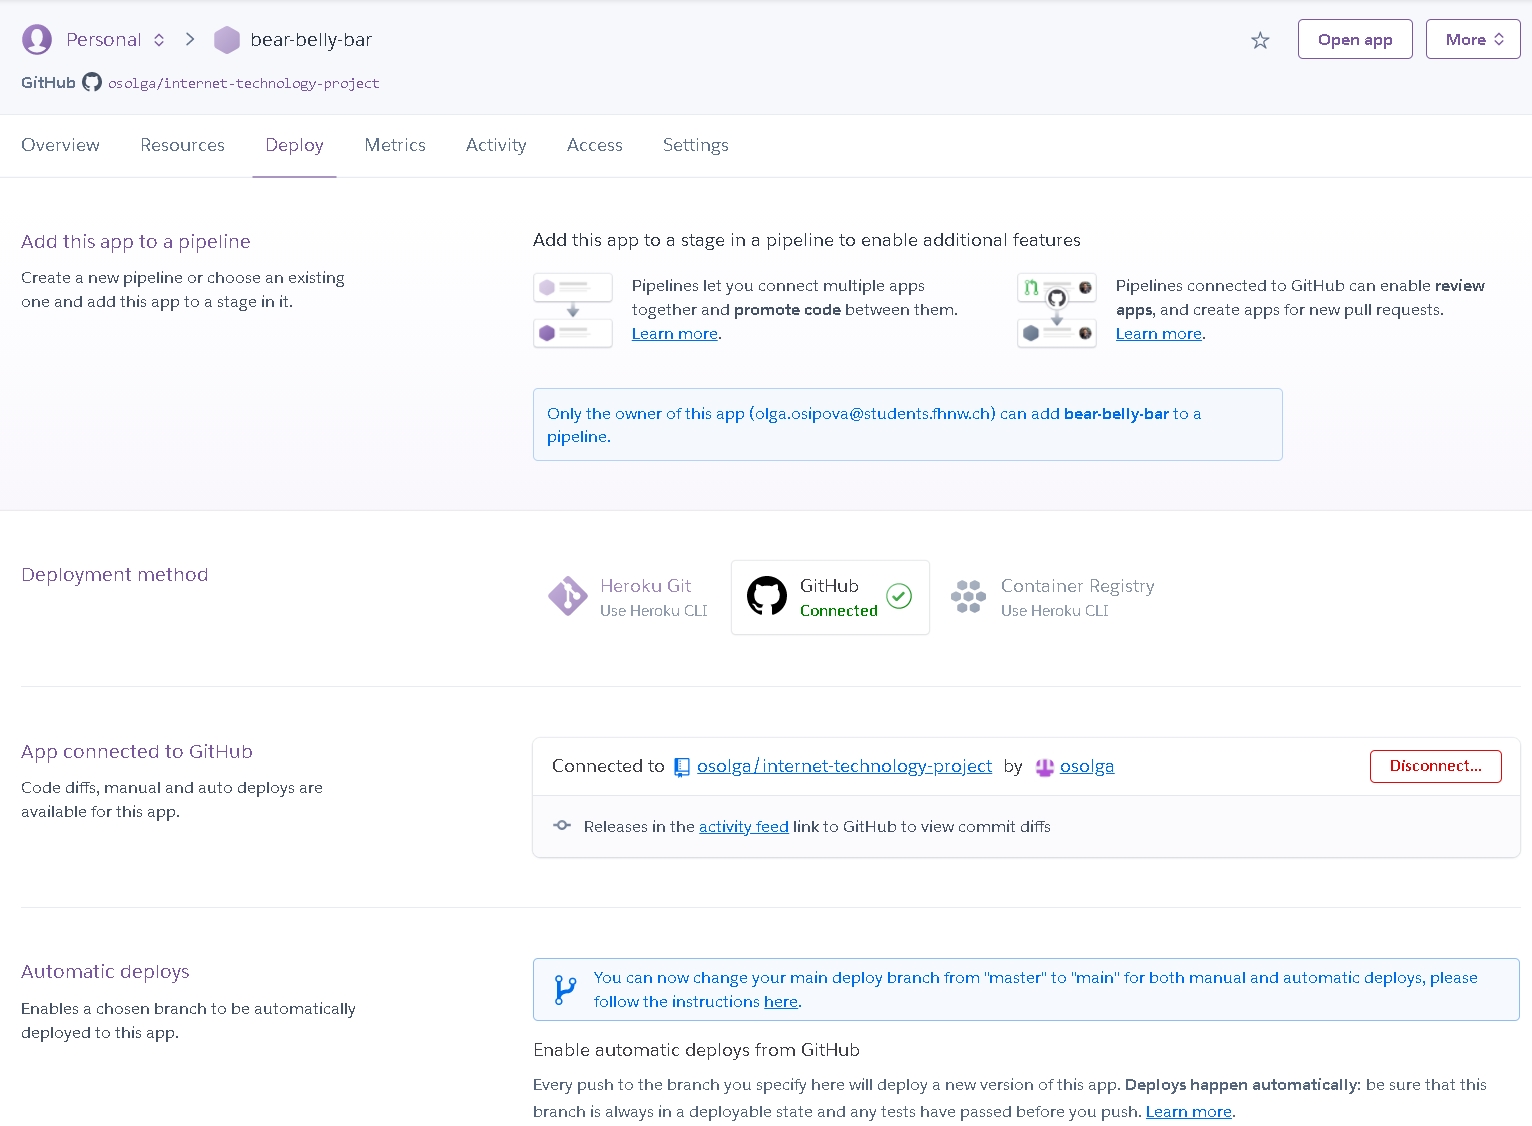 Personal bear-belly-bar Open app More
GitHub osolga/internet-technology-project
Overview Resources Deploy Metrics Activity Access Settings
Add this app to a pipeline
Create a new pipeline or choose an existing
one and add this app to a stage in it.
Add this app to a stage in a pipeline to enable additional features
Pipelines let you connect multiple apps
together and promote code between them.
Learn more.
Pipelines connected to GitHub can enable review
apps, and create apps for new pull requests.
Learn more.
Only the owner of this app (olga.osipova@students.fhnw.ch) can add bear-belly-bar to a
pipeline.
Deployment method
Heroku Git
Use Heroku CLI
GitHub
Connected
Container Registry
Use Heroku CLI
App connected to GitHub
Code diffs, manual and auto deploys are
available for this app.
Connected to osolga/internet-technology-project by osolga Disconnect...
Releases in the activity feed link to GitHub to view commit diffs
Automatic deploys
Enables a chosen branch to be automatically
deployed to this app.
You can now change your main deploy branch from "master" to "main" for both manual and automatic deploys, please
follow the instructions here.
Enable automatic deploys from GitHub
Every push to the branch you specify here will deploy a new version of this app. Deploys happen automatically: be sure that this
branch is always in a deployable state and any tests have passed before you push. Learn more.